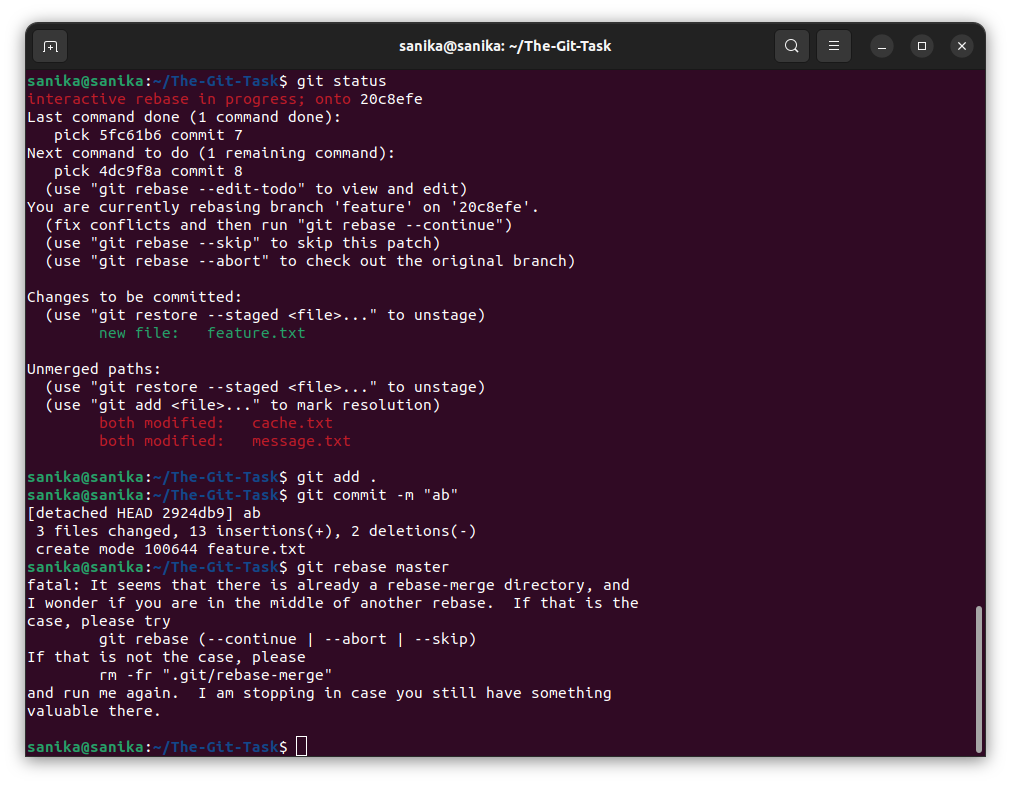 sanika@sanika: ~/The-Git-Task
sanika@sanika:~/The-Git-Task$ git status
interactive rebase in progress; onto 20c8efe
Last command done (1 command done):
   pick 5fc61b6 commit 7
Next command to do (1 remaining command):
   pick 4dc9f8a commit 8
  (use "git rebase --edit-todo" to view and edit)
You are currently rebasing branch 'feature' on '20c8efe'.
  (fix conflicts and then run "git rebase --continue")
  (use "git rebase --skip" to skip this patch)
  (use "git rebase --abort" to check out the original branch)

Changes to be committed:
  (use "git restore --staged <file>..." to unstage)
        new file:   feature.txt

Unmerged paths:
  (use "git restore --staged <file>..." to unstage)
  (use "git add <file>..." to mark resolution)
        both modified:   cache.txt
        both modified:   message.txt

sanika@sanika:~/The-Git-Task$ git add .
sanika@sanika:~/The-Git-Task$ git commit -m "ab"
[detached HEAD 2924db9] ab
 3 files changed, 13 insertions(+), 2 deletions(-)
 create mode 100644 feature.txt
sanika@sanika:~/The-Git-Task$ git rebase master
fatal: It seems that there is already a rebase-merge directory, and
I wonder if you are in the middle of another rebase.  If that is the
case, please try
        git rebase (--continue | --abort | --skip)
If that is not the case, please
        rm -fr ".git/rebase-merge"
and run me again.  I am stopping in case you still have something
valuable there.

sanika@sanika:~/The-Git-Task$